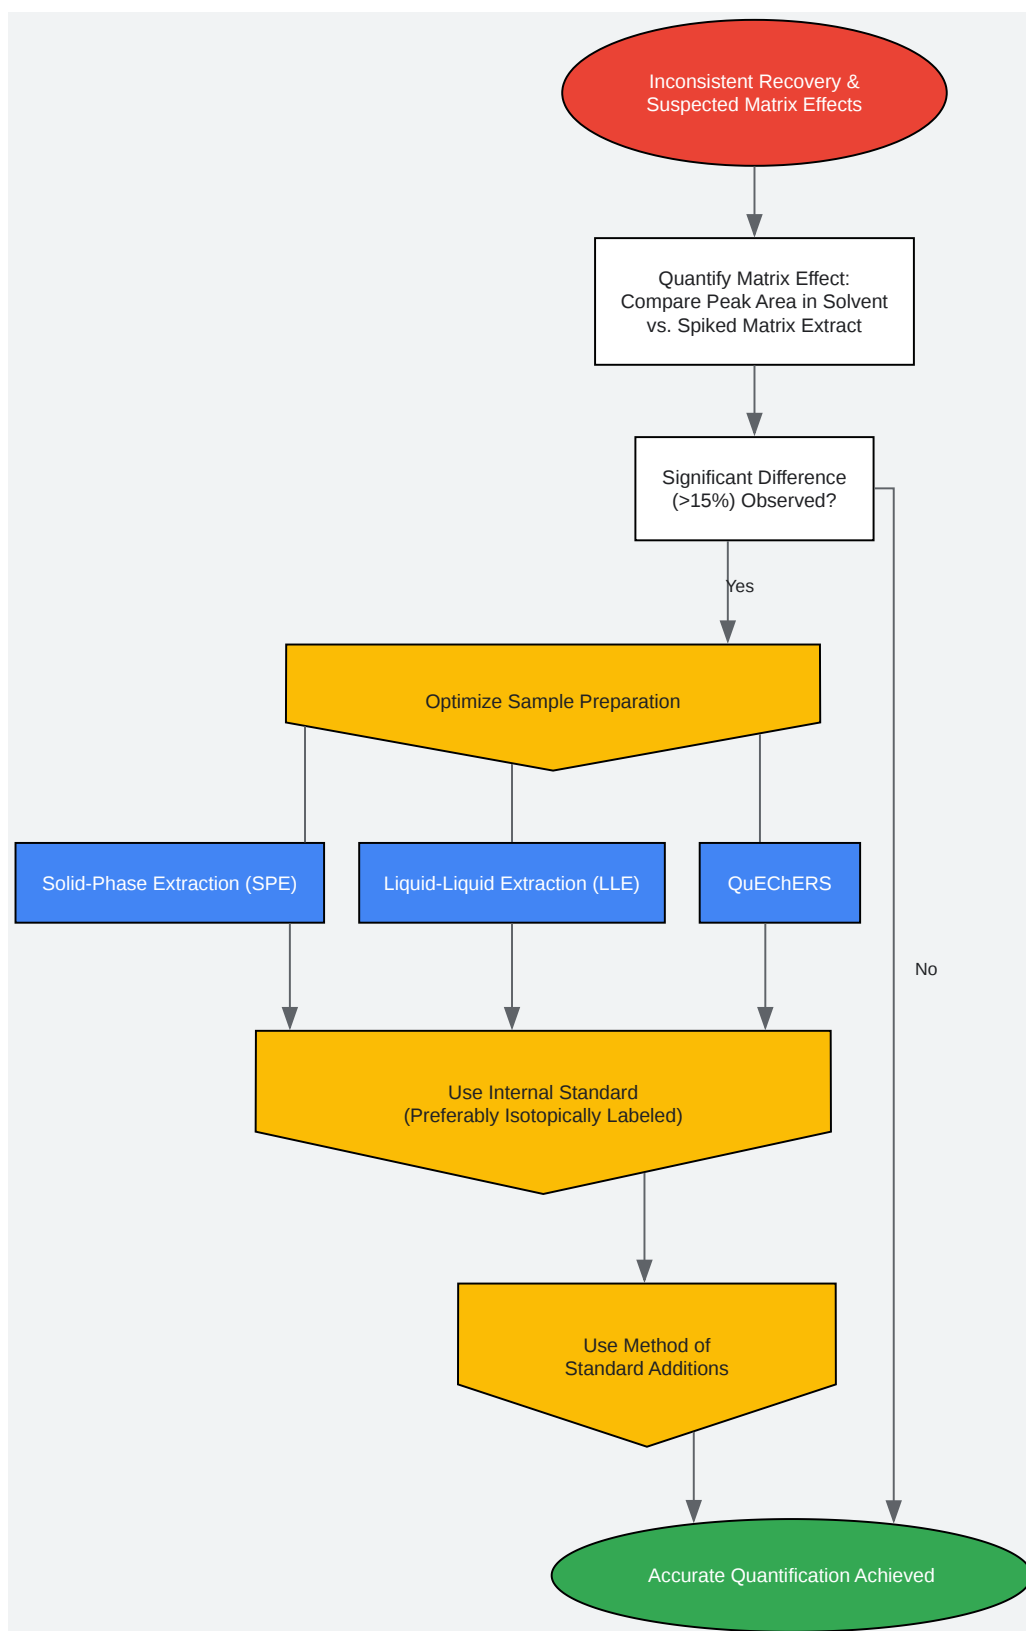 Inconsistent Recovery &
Suspected Matrix Effects
Quantify Matrix Effect:
Compare Peak Area in Solvent
vs. Spiked Matrix Extract
Significant Difference
(>15%) Observed?
Yes
Optimize Sample Preparation
Solid-Phase Extraction (SPE)
Liquid-Liquid Extraction (LLE)
QuEChERS
No
Use Internal Standard
(Preferably Isotopically Labeled)
Use Method of
Standard Additions
Accurate Quantification Achieved